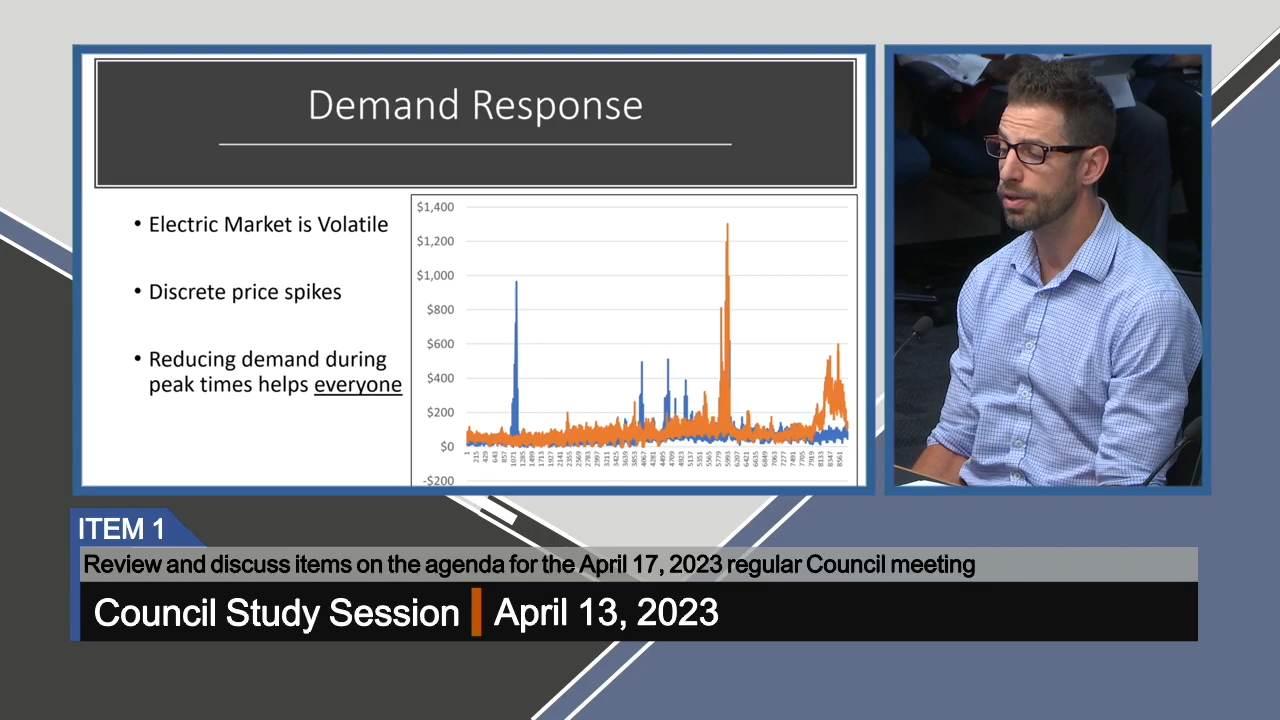 Demand Response
• Electric Market is Volatile
• Discrete price spikes
• Reducing demand during
peak times helps everyone
$1,400
$1,200
$1,000
$800
$600
$400
$200
$0
-$200
ITEM 1
Review and discuss items on the agenda for the April 17, 2023 regular Council meeting
Council Study Session
April 13, 2023